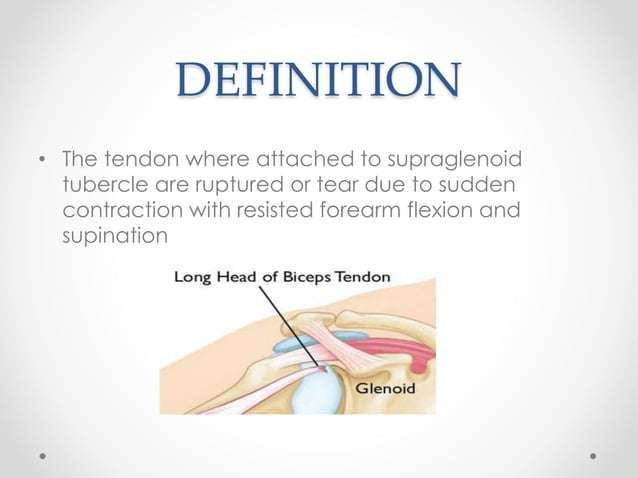 DEFINITION
• The tendon where attached to supraglenoid
tubercle are ruptured or tear due to sudden
contraction with resisted forearm flexion and
supination
Long Head of Biceps Tendon
Glenoid